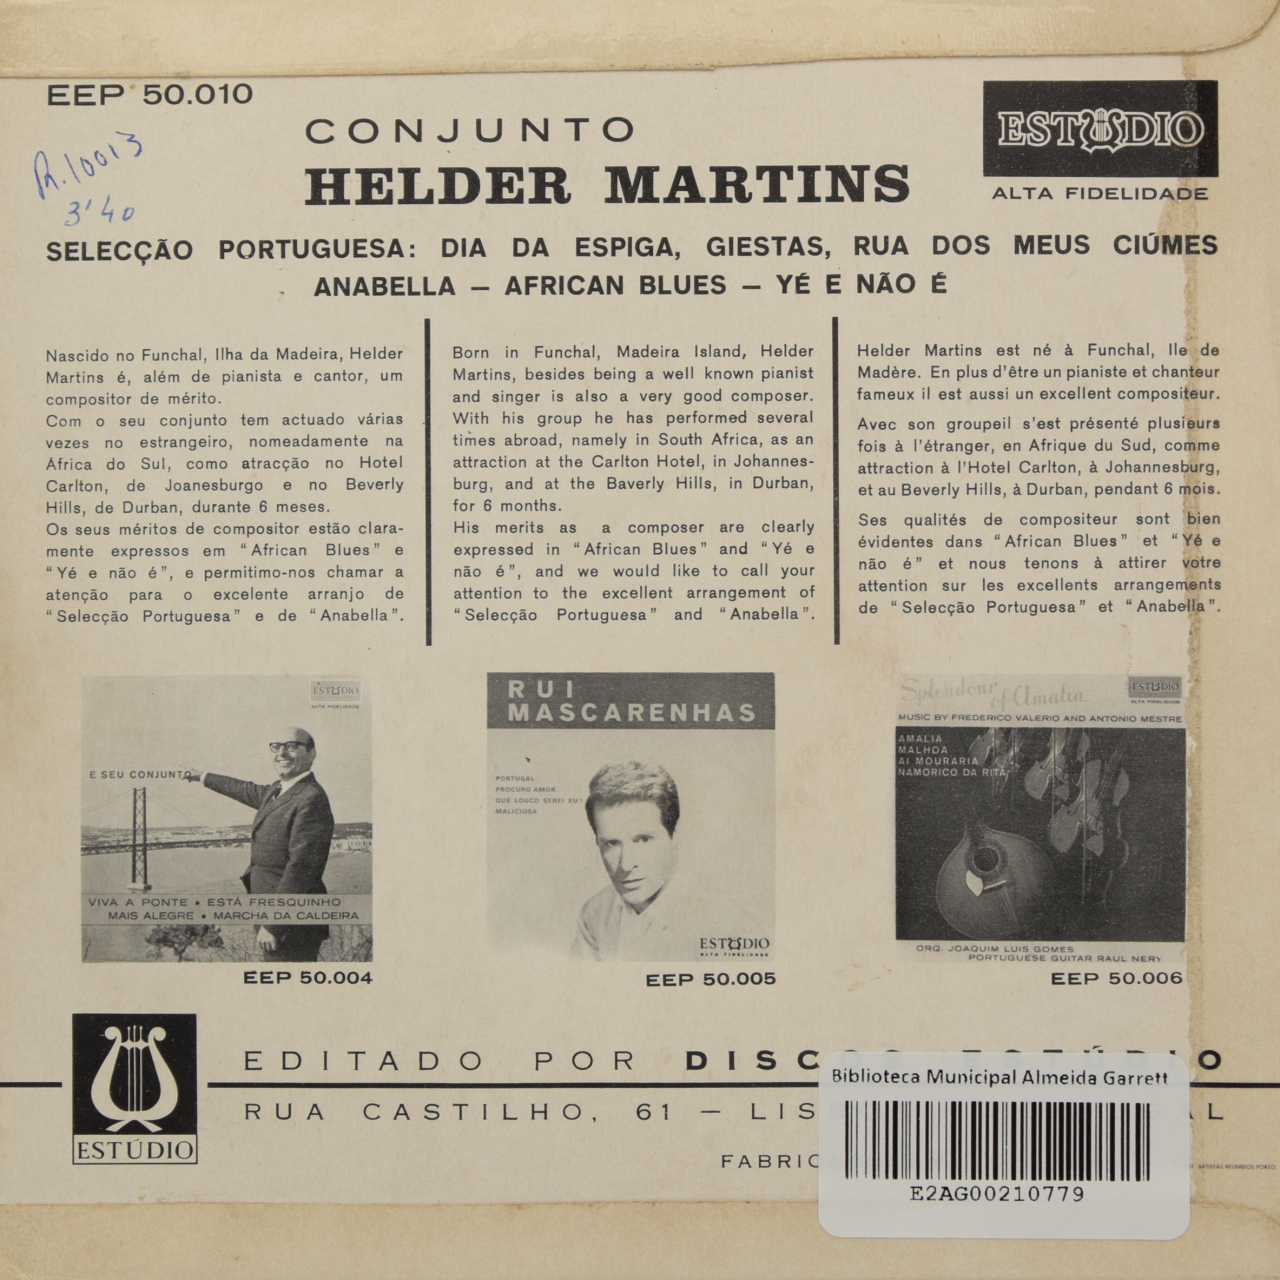 EEP 50.010
R.10013
3'40
CONJUNTO
HELDER MARTINS
ESTÚDIO
ALTA FIDELIDADE
SELECÇÃO PORTUGUESA: DIA DA ESPIGA, GIESTAS, RUA DOS MEUS CIÚMES
ANABELLA — AFRICAN BLUES — YÉ E NÃO É
Nascido no Funchal, Ilha da Madeira, Helder
Martins é, além de pianista e cantor, um
compositor de mérito.
Com o seu conjunto tem actuado várias
vezes no estrangeiro, nomeadamente na
África do Sul, como atracção no Hotel
Carlton, de Joanesburgo e no Beverly
Hills, de Durban, durante 6 meses.
Os seus méritos de compositor estão clara-
mente expressos em “African Blues” e
“Yé e não é”, e permitimo-nos chamar a
atenção para o excelente arranjo de
“Selecção Portuguesa” e de “Anabella”.
Born in Funchal, Madeira Island, Helder
Martins, besides being a well known pianist
and singer is also a very good composer.
With his group he has performed several
times abroad, namely in South Africa, as an
attraction at the Carlton Hotel, in Johannes-
burg, and at the Baverly Hills, in Durban,
for 6 months.
His merits as a composer are clearly
expressed in “African Blues” and “Yé e
não é”, and we would like to call your
attention to the excellent arrangement of
“Selecção Portuguesa” and “Anabella”.
Helder Martins est né à Funchal, Ile de
Madère. En plus d'être un pianiste et chanteur
fameux il est aussi un excellent compositeur.
Avec son groupeil s'est présenté plusieurs
fois à l'étranger, en Afrique du Sud, comme
attraction à l'Hotel Carlton, à Johannesburg,
et au Beverly Hills, à Durban, pendant 6 mois.
Ses qualités de compositeur sont bien
évidentes dans “African Blues” et “Yé e
não é” et nous tenons à attirer votre
attention sur les excellents arrangements
de “Selecção Portuguesa” et “Anabella”.
ESTÚDIO
ALTA FIDELIDADE
E SEU CONJUNTO
VIVA A PONTE • ESTÁ FRESQUINHO
MAIS ALEGRE • MARCHA DA CALDEIRA
EEP 50.004
RUI
MASCARENHAS
PORTUGAL
PROCURO AMOR
QUE LOUCO SEREI EU!
MALICIOSA
ESTÚDIO
ALTA FIDELIDADE
EEP 50.005
Splendour
of Amalia
ESTÚDIO
ALTA FIDELIDADE
MUSIC BY FREDERICO VALERIO AND ANTONIO MESTRE
AMALIA
MALHOA
AI MOURARIA
NAMORICO DA RITA
ORQ. JOAQUIM LUIS GOMES
PORTUGUESE GUITAR RAUL NERY
EEP 50.006
ESTÚDIO
EDITADO POR DISC
RUA CASTILHO, 61 — LIS AL
FABRIC
ARTISTAS REUNIDOS-PORTO
Biblioteca Municipal Almeida Garrett
E2AG00210779